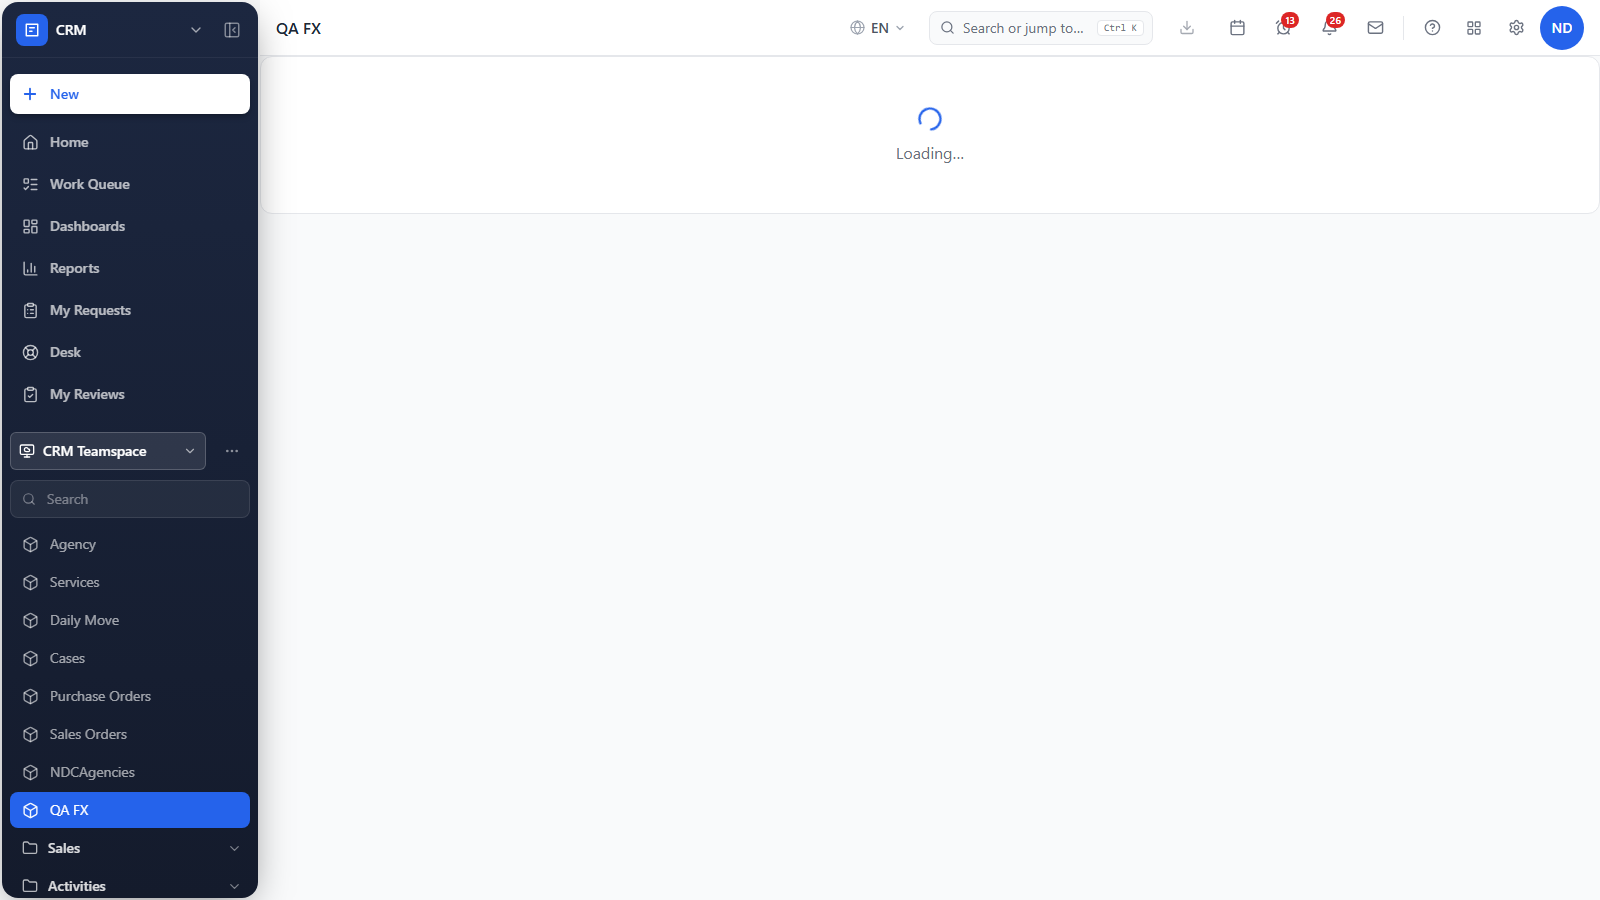 CRM
QA FX
EN
Search or jump to...
Ctrl K
13
26
ND
New
Home
Work Queue
Dashboards
Reports
My Requests
Desk
My Reviews
CRM Teamspace
Search
Agency
Services
Daily Move
Cases
Purchase Orders
Sales Orders
NDCAgencies
QA FX
Sales
Activities
Loading...